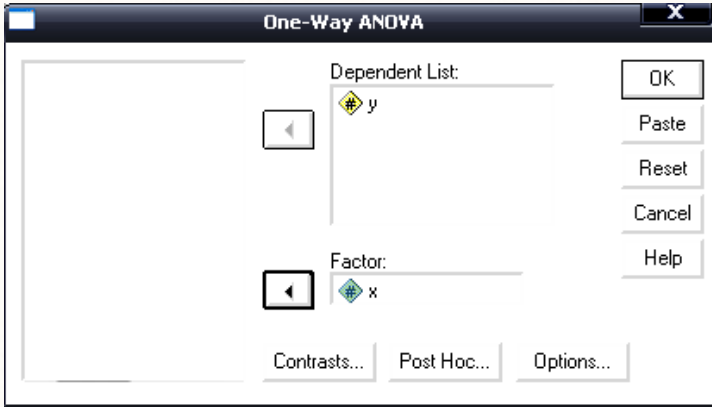 One-Way ANOVA
X
Dependent List:
# y
OK
Paste
Reset
Cancel
Help
Factor:
# x
Contrasts...
Post Hoc...
Options...